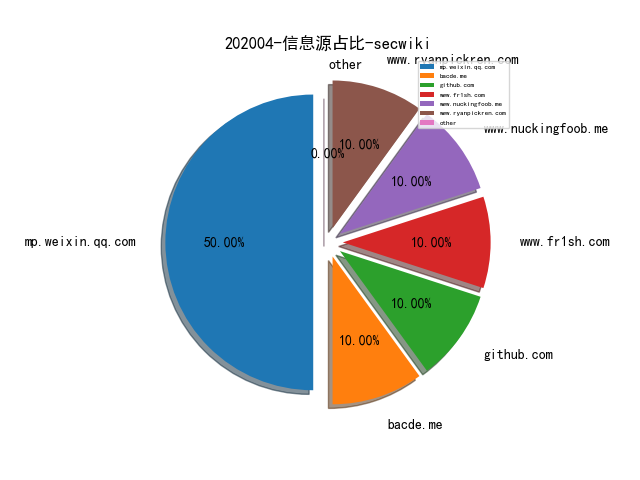 202004-信息源占比-secwiki
other
www.ryanpickren.com
mp.weixin.qq.com
bacde.me
github.com
www.fr1sh.com
www.nuckingfoob.me
www.ryanpickren.com
other
www.nuckingfoob.me
0.00%
10.00%
10.00%
mp.weixin.qq.com
50.00%
10.00%
www.fr1sh.com
10.00%
10.00%
github.com
bacde.me